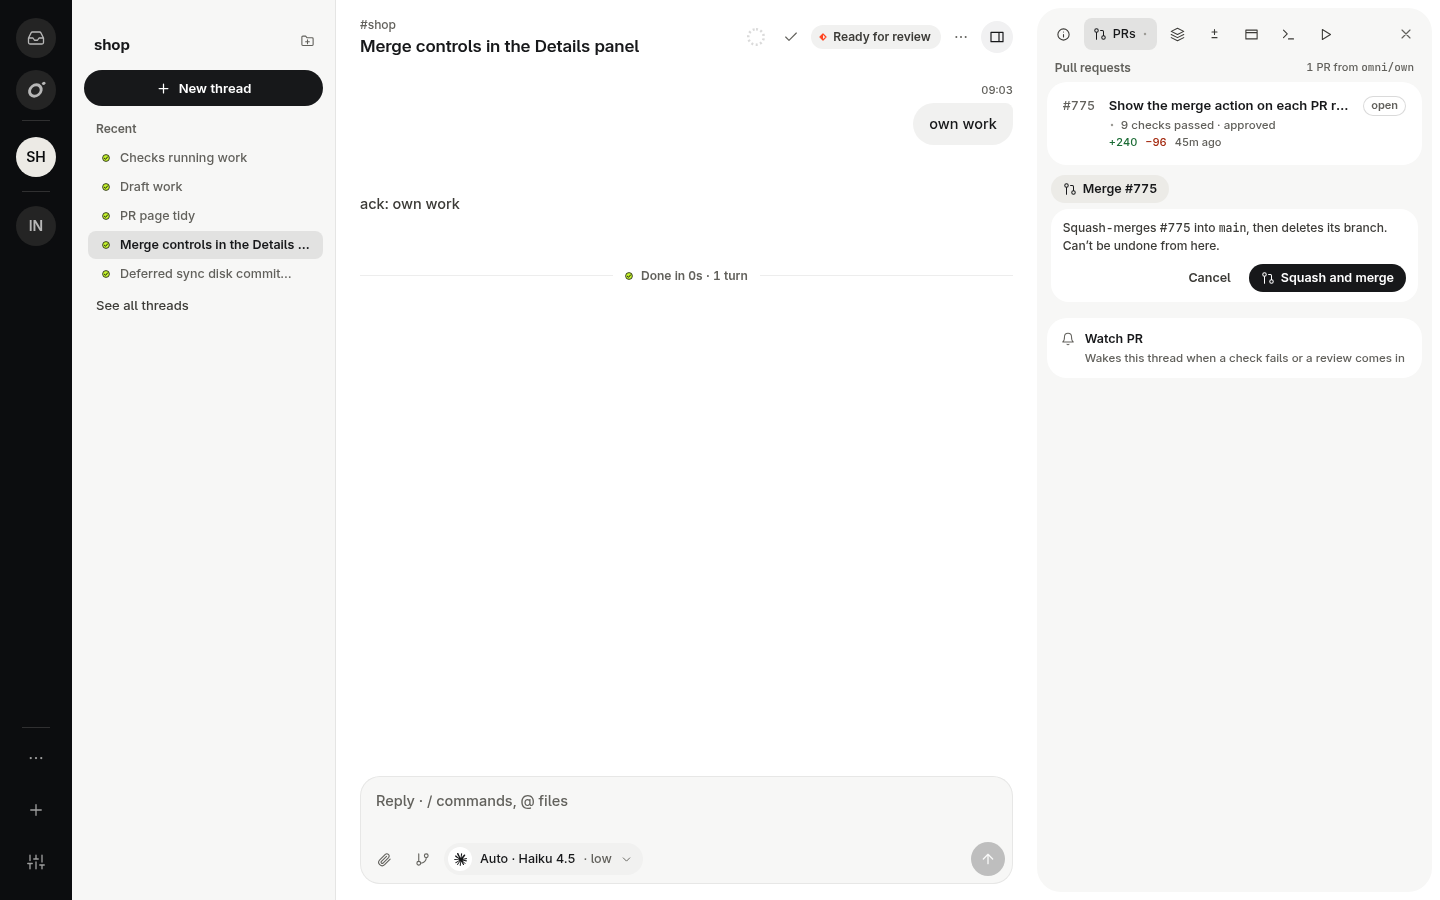 SH
IN
shop
New thread
Recent
Checks running work
Draft work
PR page tidy
Merge controls in the Details ...
Deferred sync disk commit...
See all threads
#shop
Merge controls in the Details panel
Ready for review
09:03
own work
ack: own work
Done in 0s · 1 turn
Reply · / commands, @ files
Auto · Haiku 4.5 · low
PRs ·
Pull requests
1 PR from omni/own
#775 Show the merge action on each PR r... open
· 9 checks passed · approved
+240 −96 45m ago
Merge #775
Squash-merges #775 into main, then deletes its branch.
Can't be undone from here.
Cancel
Squash and merge
Watch PR
Wakes this thread when a check fails or a review comes in